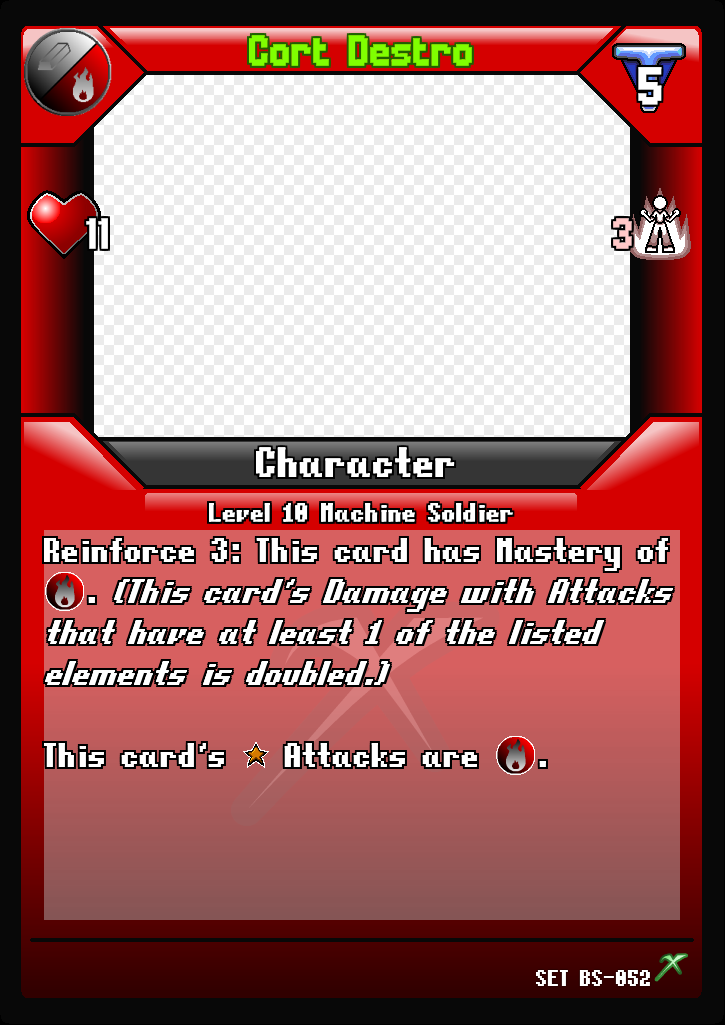 Cort Destro
5
11
3
Character
Level 10 Machine Soldier
Reinforce 3: This card has Mastery of
. (This card's Damage with Attacks
that have at least 1 of the listed
elements is doubled.)
This card's Attacks are .
SET BS-052